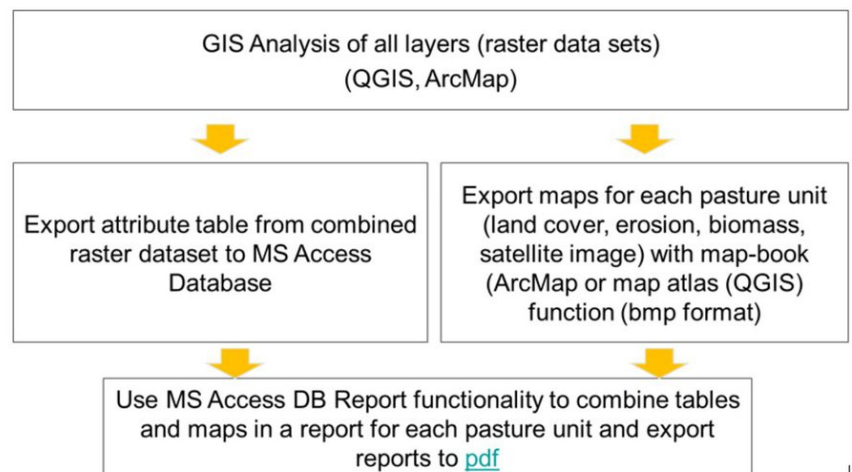 GIS Analysis of all layers (raster data sets)
(QGIS, ArcMap)
Export attribute table from combined
raster dataset to MS Access
Database
Export maps for each pasture unit
(land cover, erosion, biomass,
satellite image) with map-book
(ArcMap or map atlas (QGIS)
function (bmp format)
Use MS Access DB Report functionality to combine tables
and maps in a report for each pasture unit and export
reports to pdf